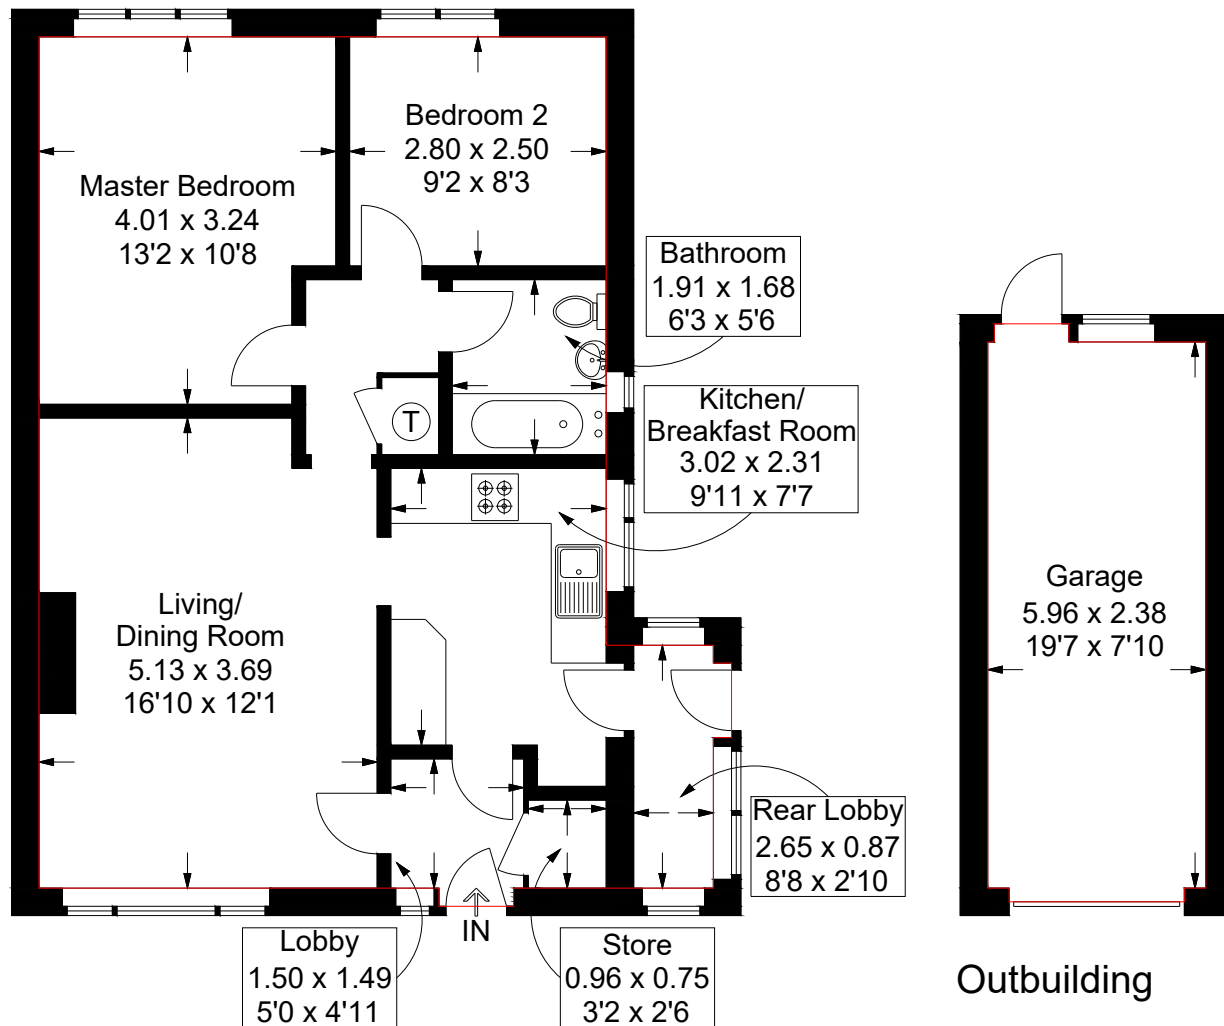 Bedroom 2
2.80 x 2.50
9'2 x 8'3
Master Bedroom
4.01 x 3.24
13'2 x 10'8
Bathroom
1.91 x 1.68
6'3 x 5'6
Kitchen/
Breakfast Room
3.02 x 2.31
9'11 x 7'7
T
Living/
Dining Room
5.13 x 3.69
16'10 x 12'1
Garage
5.96 x 2.38
19'7 x 7'10
Rear Lobby
2.65 x 0.87
8'8 x 2'10
IN
Lobby
1.50 x 1.49
5'0 x 4'11
Store
0.96 x 0.75
3'2 x 2'6
Outbuilding